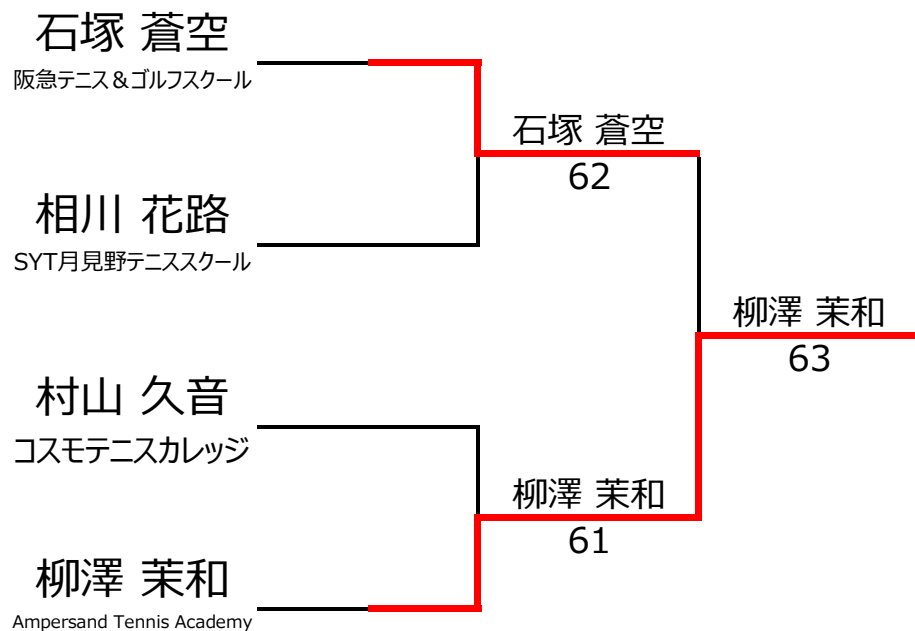 石塚 蒼空
阪急テニス＆ゴルフスクール
石塚 蒼空
62
相川 花路
SYT月見野テニススクール
柳澤 茉和
63
村山 久音
コスモテニスカレッジ
柳澤 茉和
61
柳澤 茉和
Ampersand Tennis Academy